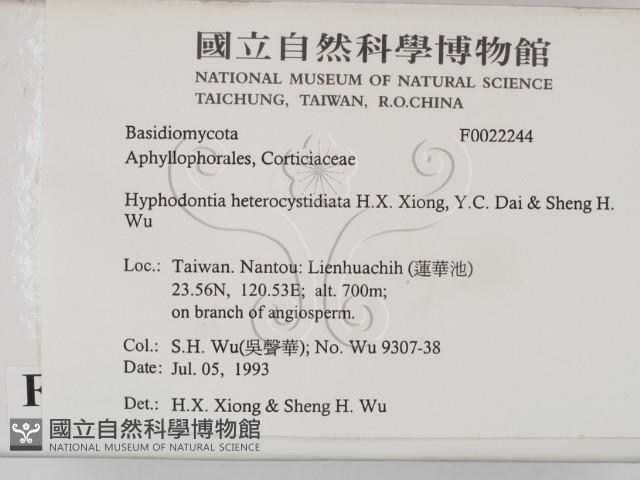 國立自然科學博物館
NATIONAL MUSEUM OF NATURAL SCIENCE
TAICHUNG, TAIWAN, R.O.CHINA
Basidiomycota F0022244
Aphyllophorales, Corticiaceae
Hyphodontia heterocystidiata H.X. Xiong, Y.C. Dai & Sheng H.
Wu
Loc.: Taiwan. Nantou: Lienhuachih (蓮華池)
23.56N, 120.53E; alt. 700m;
on branch of angiosperm.
Col.: S.H. Wu(吳聲華); No. Wu 9307-38
Date: Jul. 05, 1993
Det.: H.X. Xiong & Sheng H. Wu
F
國立自然科學博物館
NATIONAL MUSEUM OF NATURAL SCIENCE